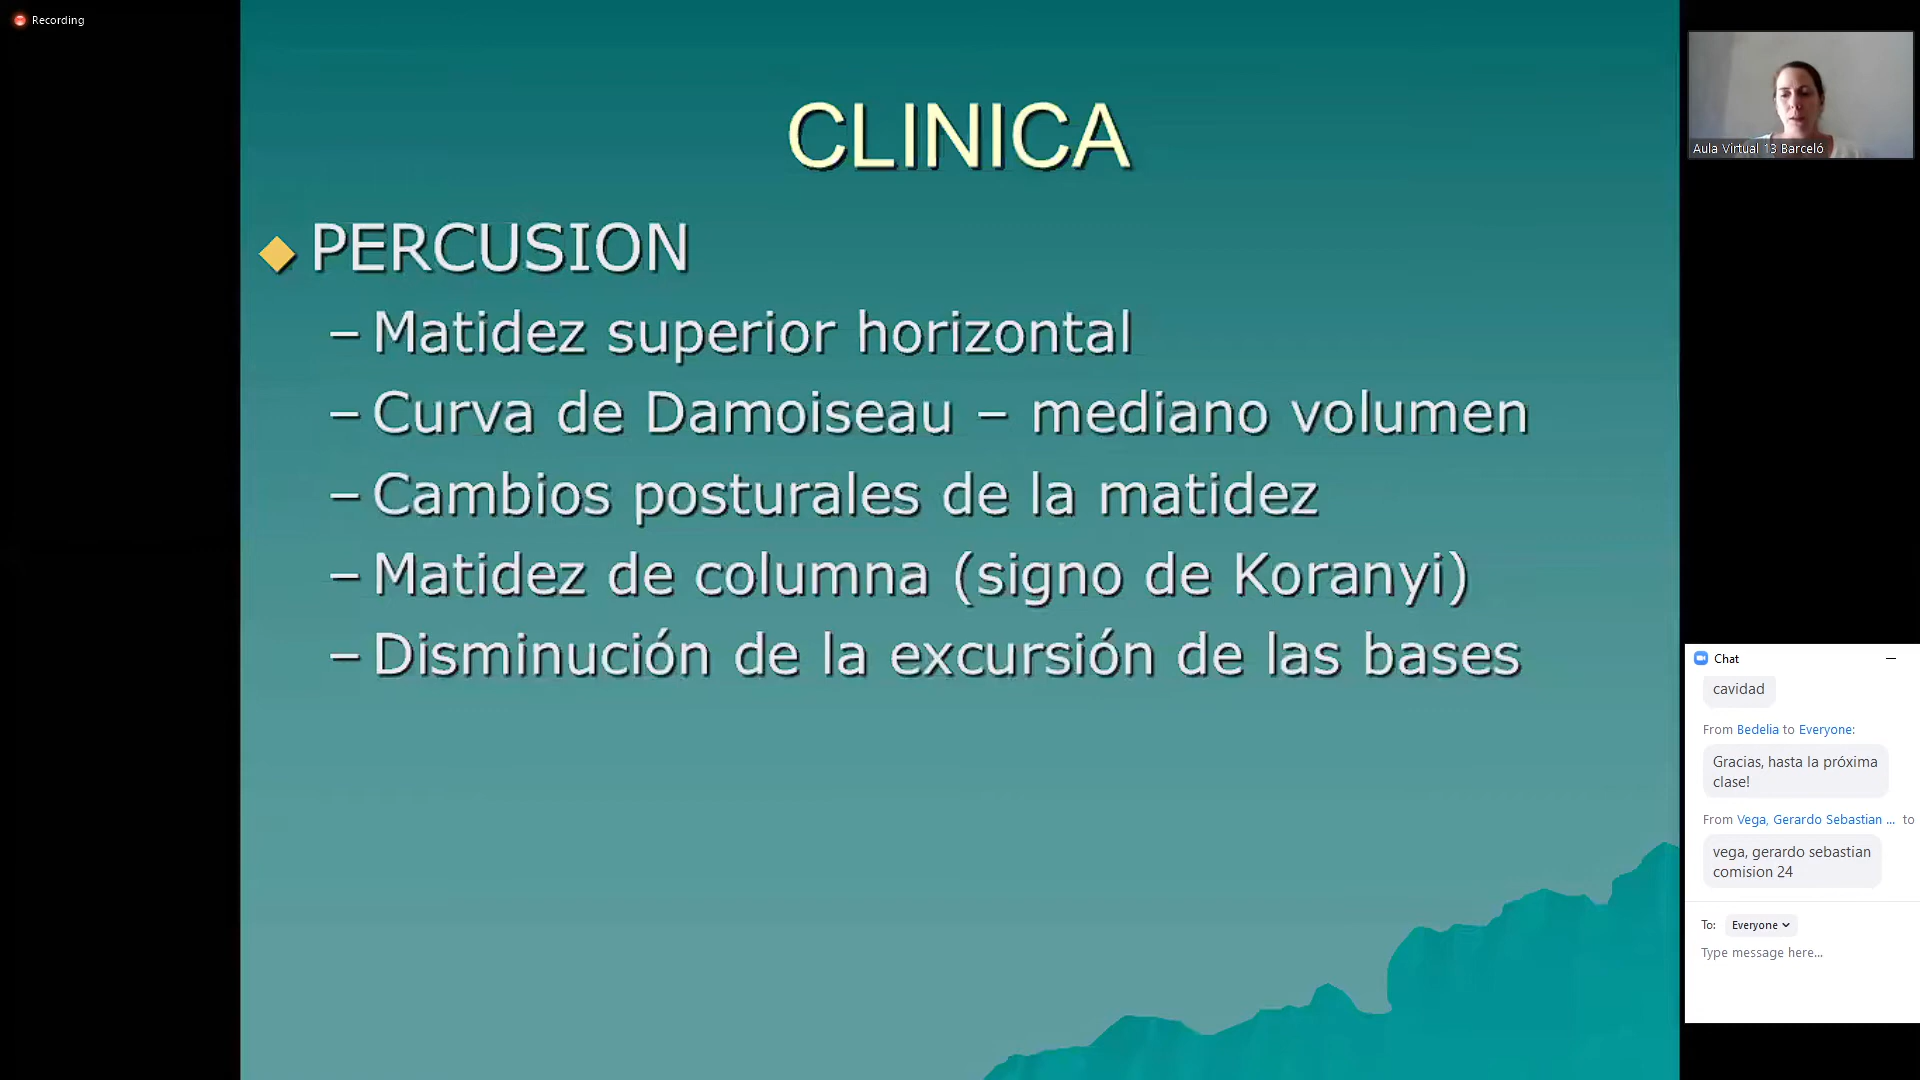 Recording
CLINICA
PERCUSION
– Matidez superior horizontal
– Curva de Damoiseau – mediano volumen
– Cambios posturales de la matidez
– Matidez de columna (signo de Koranyi)
– Disminución de la excursión de las bases
Aula Virtual 13 Barceló
Chat
cavidad
From Bedelia to Everyone:
Gracias, hasta la próxima
clase!
From Vega, Gerardo Sebastian ... to
vega, gerardo sebastian
comision 24
To: Everyone
Type message here...